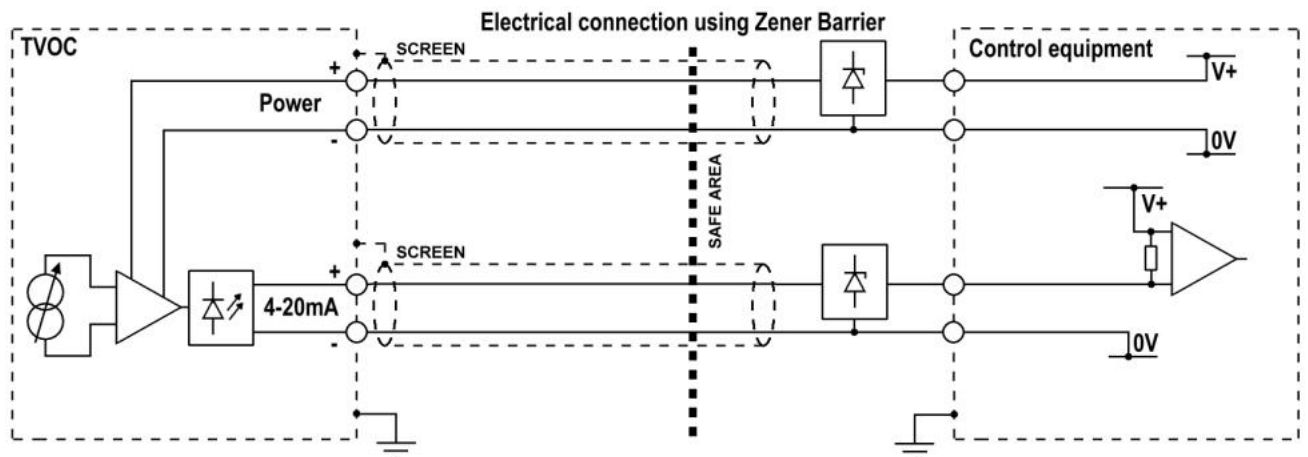 Electrical connection using Zener Barrier
TVOC
SCREEN
Control equipment
+
Power
-
V+
0V
SAFE AREA
V+
SCREEN
+
4-20mA
-
0V